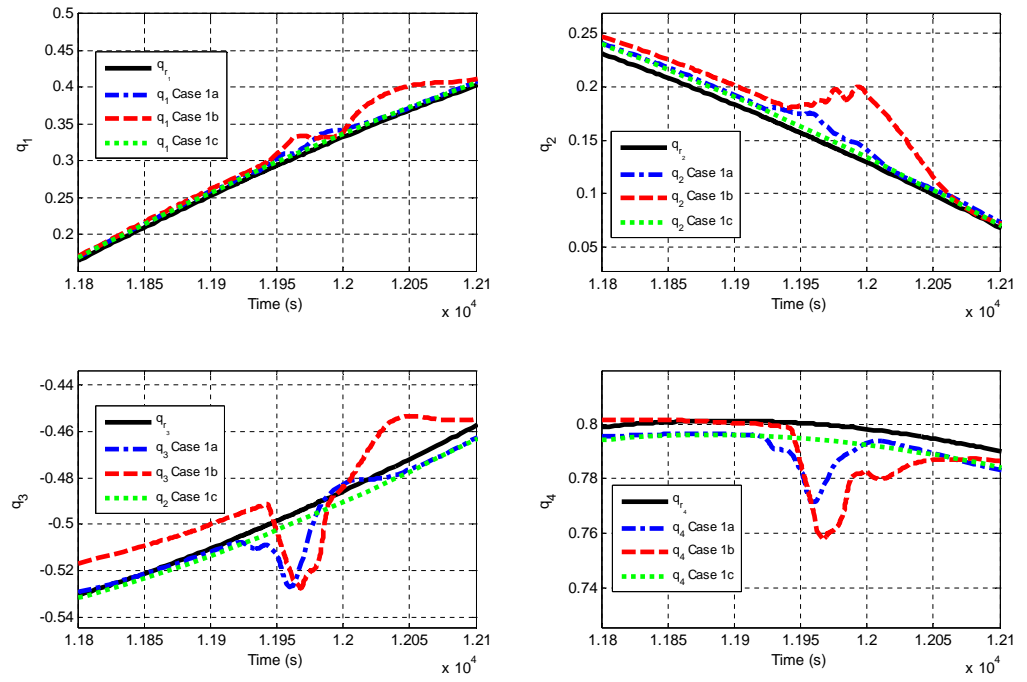 0.5
0.45
0.4
0.35
0.3
0.25
0.2
q1
qr1
q1 Case 1a
q1 Case 1b
q1 Case 1c
1.18 1.185 1.19 1.195 1.2 1.205 1.21
Time (s)
x 10^4
0.25
0.2
0.15
0.1
0.05
q2
qr2
q2 Case 1a
q2 Case 1b
q2 Case 1c
1.18 1.185 1.19 1.195 1.2 1.205 1.21
Time (s)
x 10^4
-0.44
-0.46
-0.48
-0.5
-0.52
-0.54
q3
qr3
q3 Case 1a
q3 Case 1b
q2 Case 1c
1.18 1.185 1.19 1.195 1.2 1.205 1.21
Time (s)
x 10^4
0.8
0.78
0.76
0.74
q4
qr4
q4 Case 1a
q4 Case 1b
q4 Case 1c
1.18 1.185 1.19 1.195 1.2 1.205 1.21
Time (s)
x 10^4